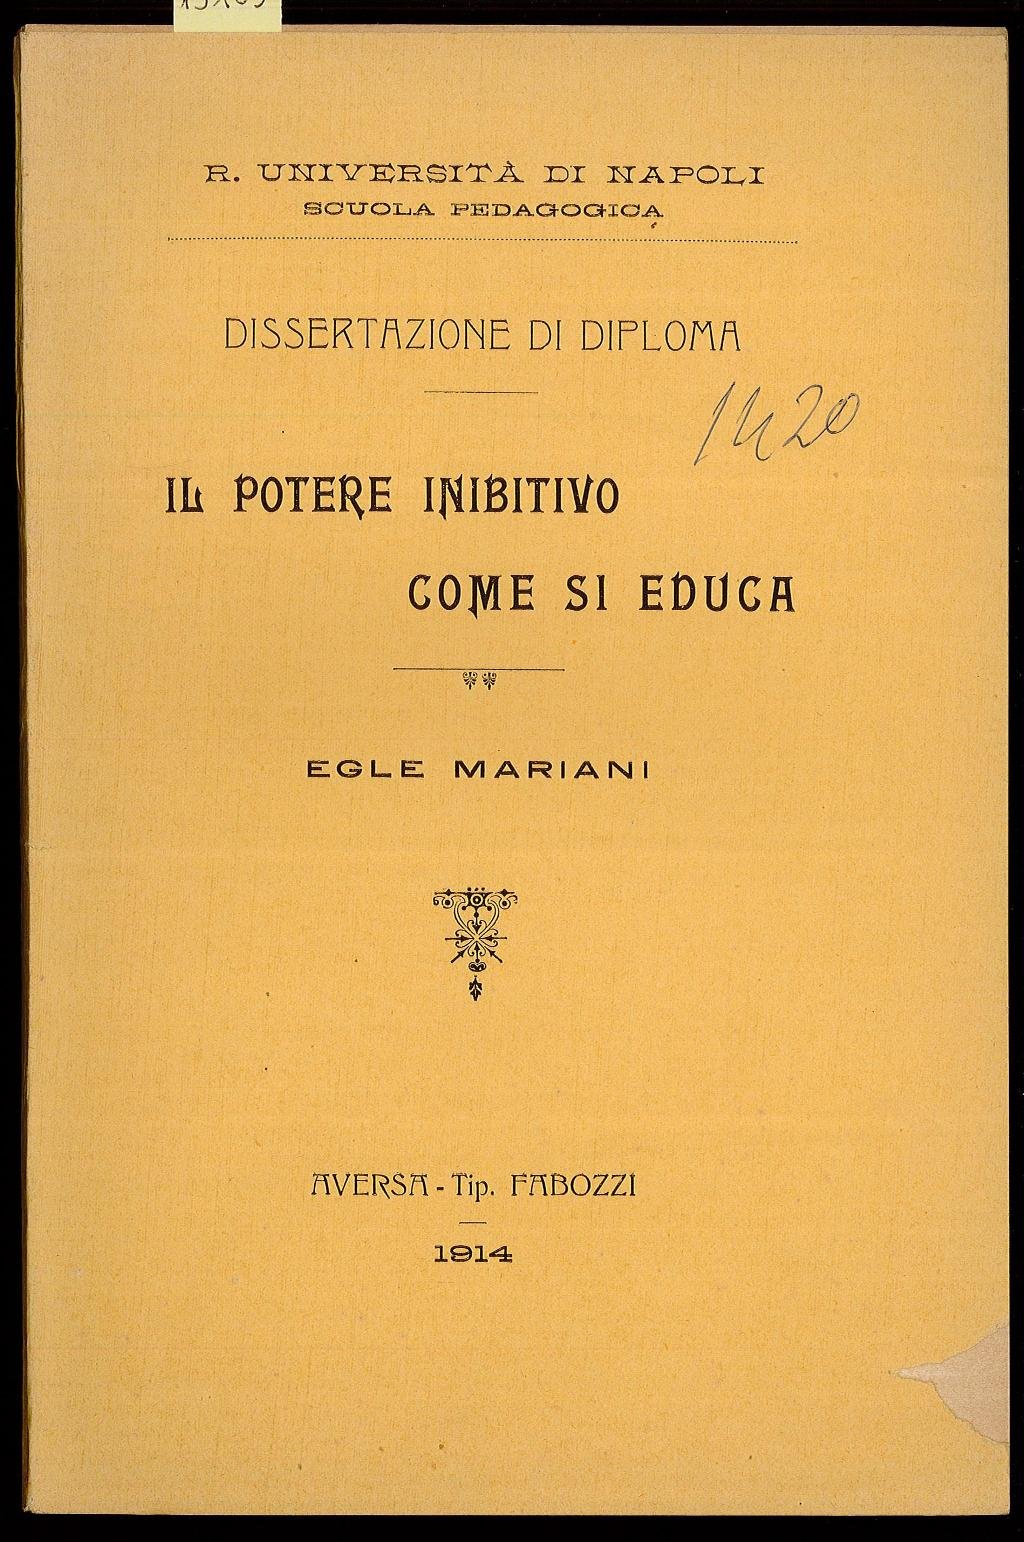 R. UNIVERSITÀ DI NAPOLI
SCUOLA PEDAGOGICA
DISSERTAZIONE DI DIPLOMA
1420
IL POTERE INIBITIVO
COME SI EDUCA
EGLE MARIANI
AVERSA - Tip. FABOZZI
1914